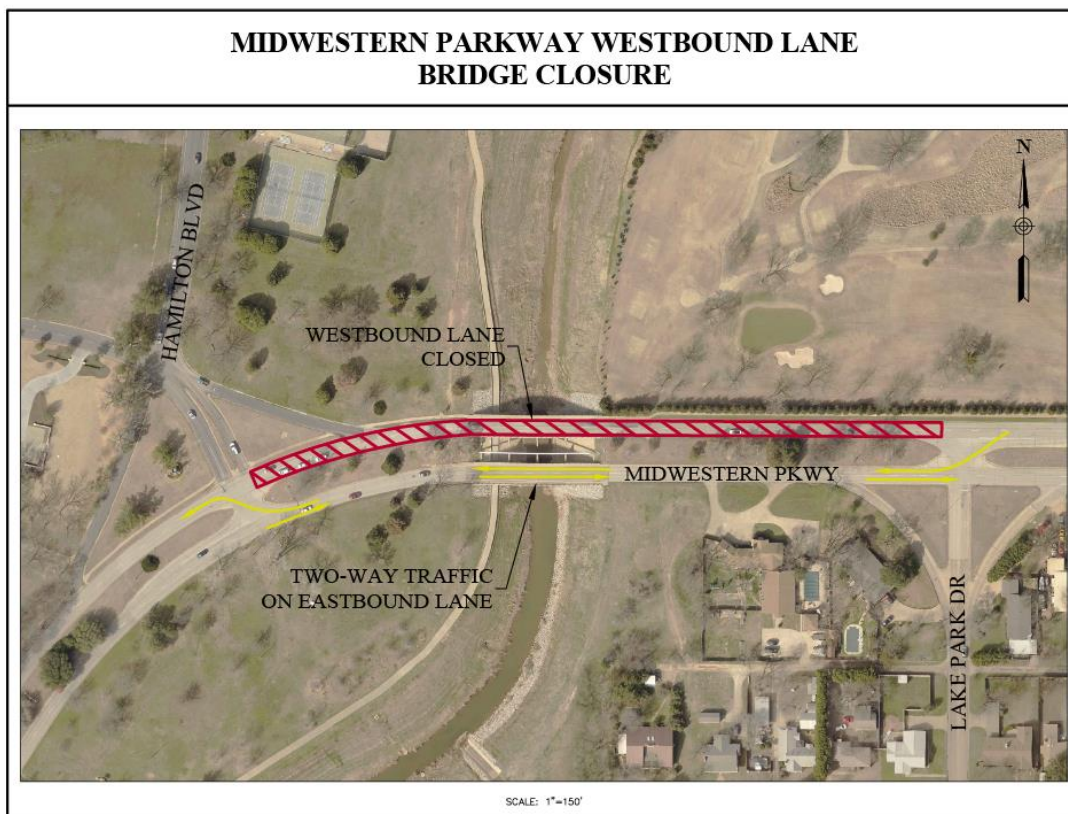 MIDWESTERN PARKWAY WESTBOUND LANE
BRIDGE CLOSURE
N
HAMILTON BLVD
WESTBOUND LANE
CLOSED
MIDWESTERN PKWY
TWO-WAY TRAFFIC
ON EASTBOUND LANE
LAKE PARK DR
SCALE: 1"=150'